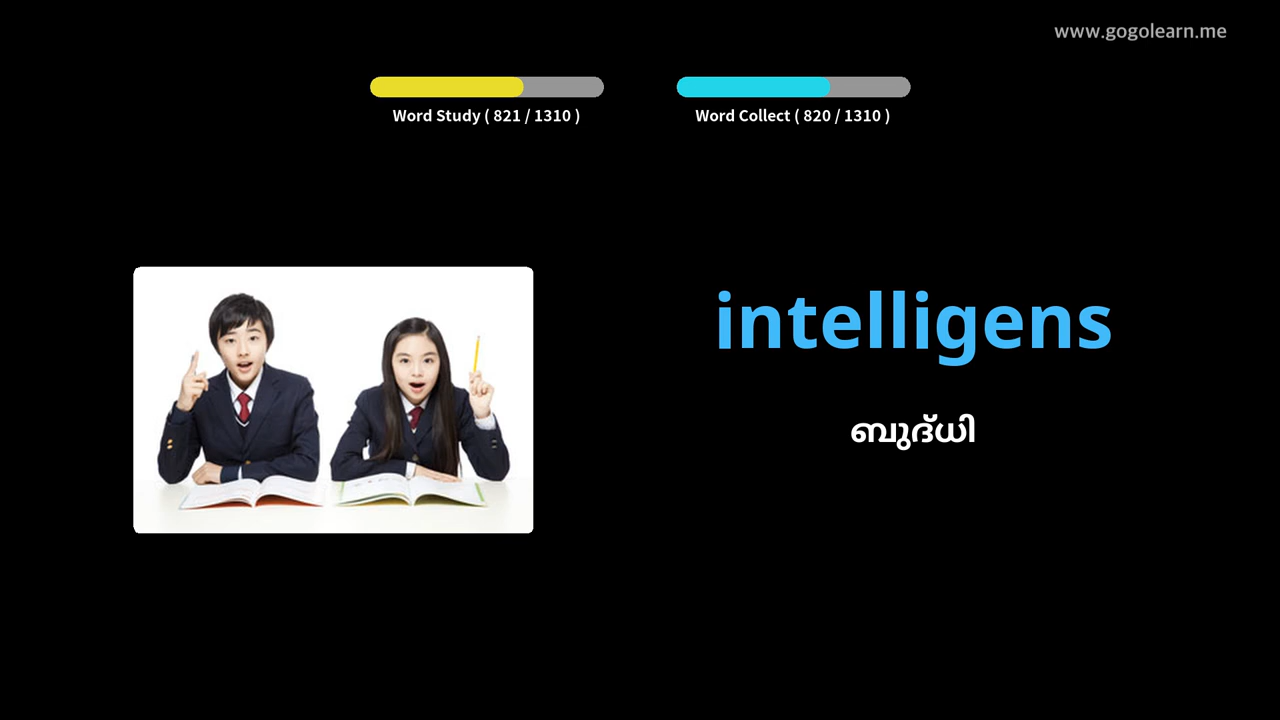 www.gogolearn.me
Word Study ( 821 / 1310 )
Word Collect ( 820 / 1310 )
intelligens
ബുദ്ധി